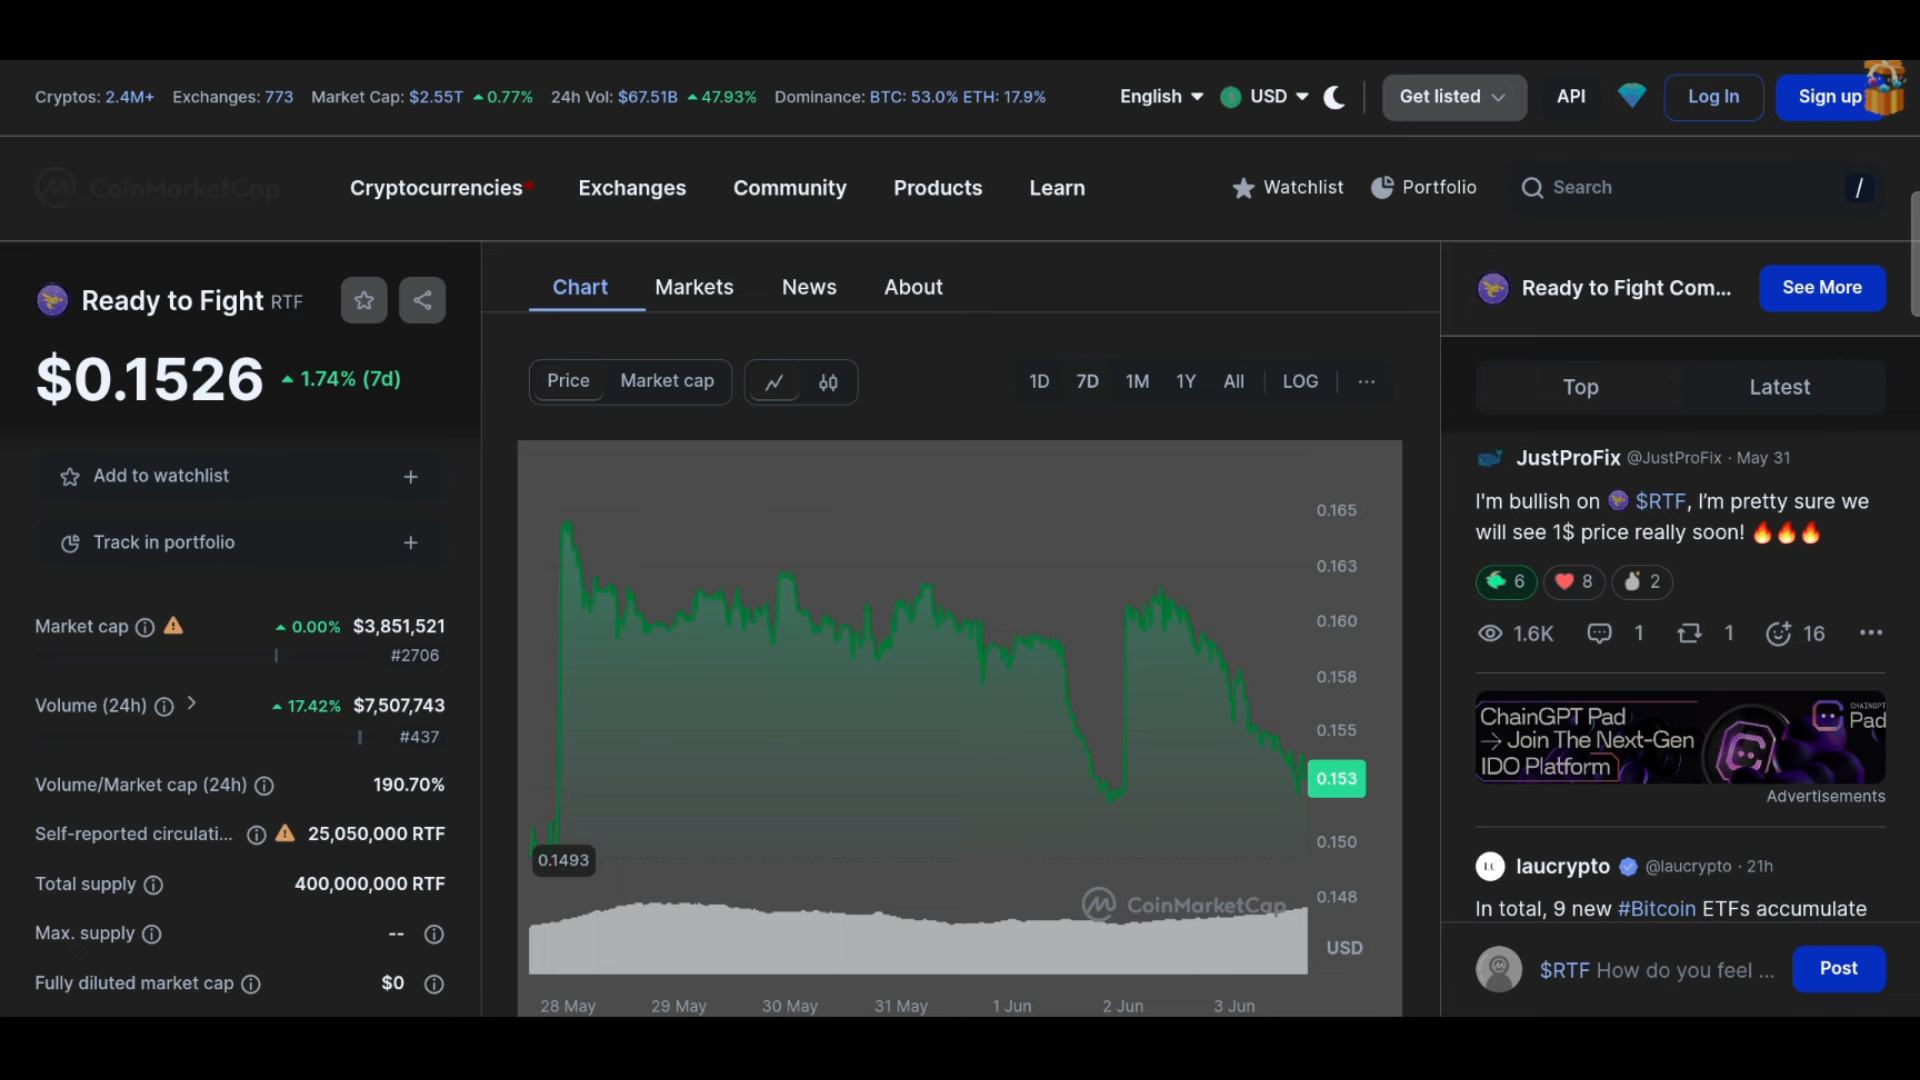 Cryptos: 2.4M+ Exchanges: 773 Market Cap: $2.55T 0.77% 24h Vol: $67.51B 47.93% Dominance: BTC: 53.0% ETH: 17.9% English USD Get listed API Log In Sign up
CoinMarketCap Cryptocurrencies Exchanges Community Products Learn Watchlist Portfolio Search /
Ready to Fight RTF
$0.1526 1.74% (7d)
Add to watchlist +
Track in portfolio +
Market cap 0.00% $3,851,521
#2706
Volume (24h) 17.42% $7,507,743
#437
Volume/Market cap (24h) 190.70%
Self-reported circulati... 25,050,000 RTF
Total supply 400,000,000 RTF
Max. supply --
Fully diluted market cap $0
Chart Markets News About
Price Market cap 1D 7D 1M 1Y All LOG ...
0.165
0.163
0.160
0.158
0.155
0.153
0.150
0.1493
0.148
CoinMarketCap
USD
28 May 29 May 30 May 31 May 1 Jun 2 Jun 3 Jun
Ready to Fight Com... See More
Top Latest
JustProFix @JustProFix · May 31
I'm bullish on $RTF, I'm pretty sure we
will see 1$ price really soon! 🔥🔥🔥
6 8 2
1.6K 1 1 16 ...
ChainGPT Pad
→ Join The Next-Gen
IDO Platform
CHAINGPT
Pad
Advertisements
laucrypto @laucrypto · 21h
In total, 9 new #Bitcoin ETFs accumulate
$RTF How do you feel ... Post